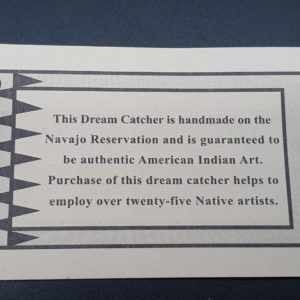 This Dream Catcher is handmade on the
Navajo Reservation and is guaranteed to
be authentic American Indian Art.
Purchase of this dream catcher helps to
employ over twenty-five Native artists.